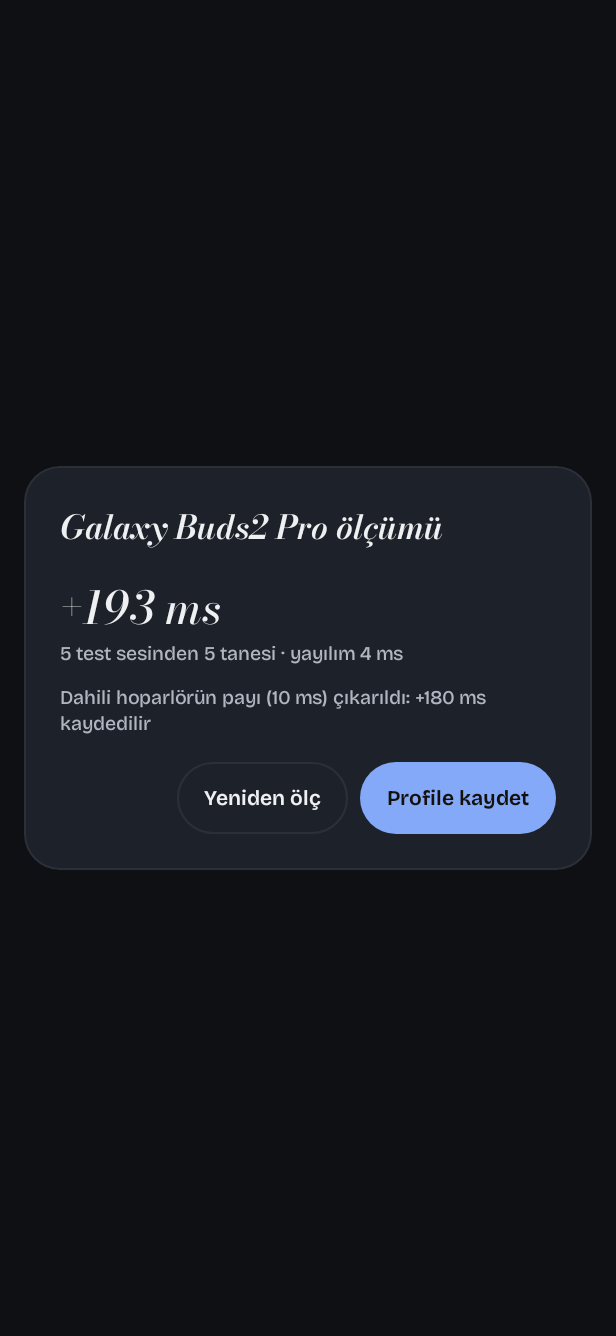 Galaxy Buds2 Pro ölçümü
+193 ms
5 test sesinden 5 tanesi · yayılım 4 ms
Dahili hoparlörün payı (10 ms) çıkarıldı: +180 ms
kaydedilir
Yeniden ölç
Profile kaydet